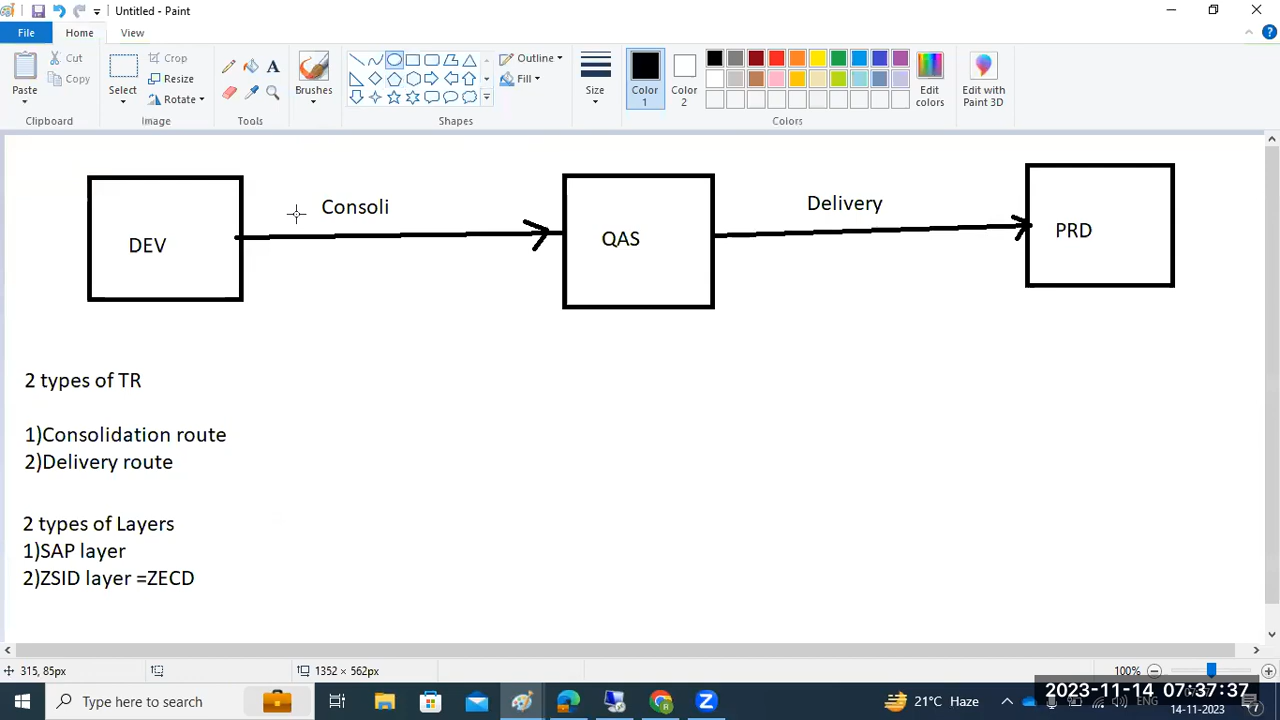 Untitled - Paint
File Home View
Paste
Cut
Copy
Clipboard
Select
Crop
Resize
Rotate
Image
Tools
Brushes
Outline
Fill
Shapes
Size
Color 1
Color 2
Edit colors
Colors
Edit with Paint 3D
DEV
Consoli
QAS
Delivery
PRD
2 types of TR
1)Consolidation route
2)Delivery route
2 types of Layers
1)SAP layer
2)ZSID layer =ZECD
315, 85px
1352 × 562px
100%
Type here to search
21°C Haze
ENG
2023-11-14 07:37:37
14-11-2023